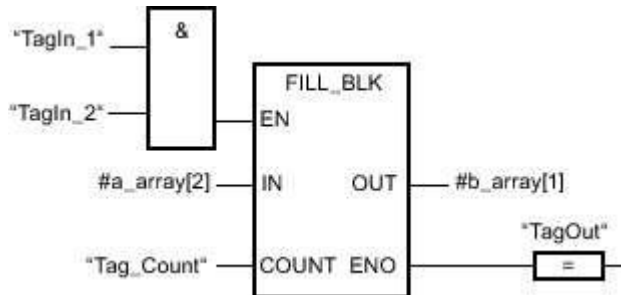 "TagIn_1"
&
"TagIn_2"
FILL_BLK
EN
#a_array[2]
IN
OUT
#b_array[1]
"TagOut"
"Tag_Count"
COUNT
ENO
=